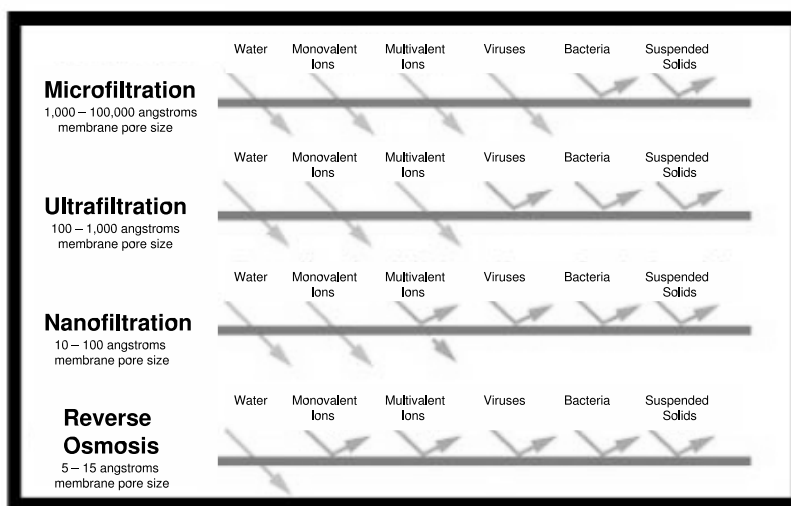 Water Monovalent Ions Multivalent Ions Viruses Bacteria Suspended Solids
Microfiltration
1,000 – 100,000 angstroms
membrane pore size
Water Monovalent Ions Multivalent Ions Viruses Bacteria Suspended Solids
Ultrafiltration
100 – 1,000 angstroms
membrane pore size
Water Monovalent Ions Multivalent Ions Viruses Bacteria Suspended Solids
Nanofiltration
10 – 100 angstroms
membrane pore size
Water Monovalent Ions Multivalent Ions Viruses Bacteria Suspended Solids
Reverse
Osmosis
5 – 15 angstroms
membrane pore size